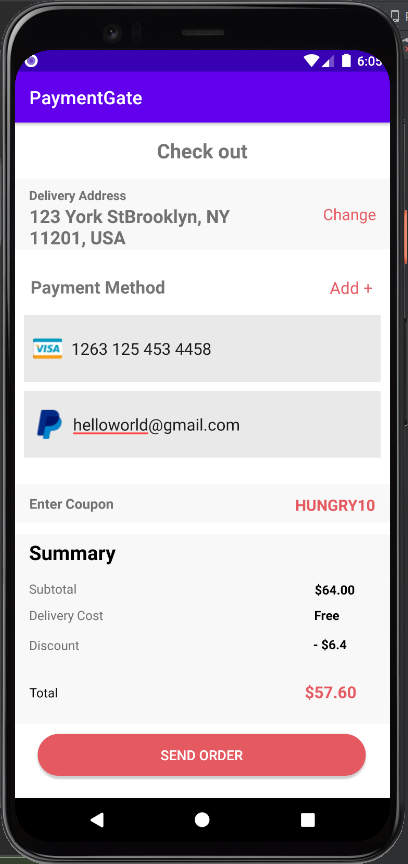 6:05
PaymentGate
Check out
Delivery Address
123 York StBrooklyn, NY
11201, USA
Change
Payment Method
Add +
VISA
1263 125 453 4458
helloworld@gmail.com
Enter Coupon
HUNGRY10
Summary
Subtotal
$64.00
Delivery Cost
Free
Discount
- $6.4
Total
$57.60
SEND ORDER